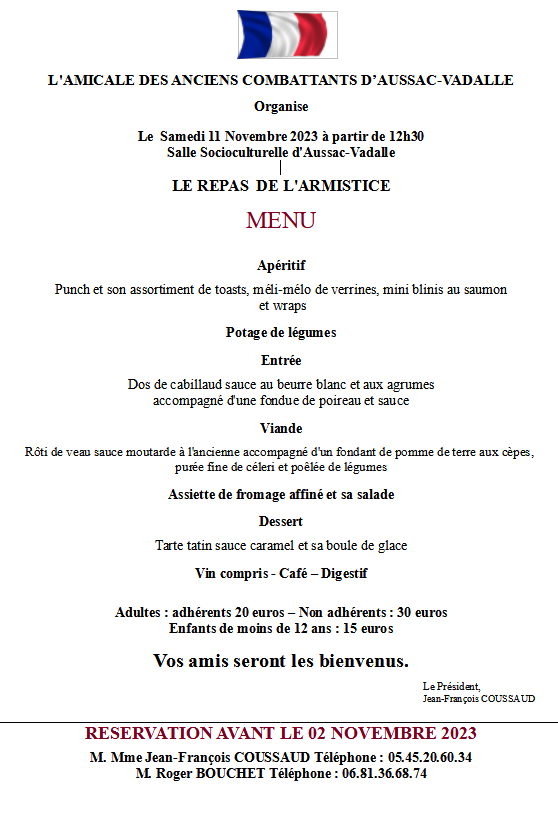 L'AMICALE DES ANCIENS COMBATTANTS D’AUSSAC-VADALLE
Organise
Le Samedi 11 Novembre 2023 à partir de 12h30
Salle Socioculturelle d'Aussac-Vadalle
LE REPAS DE L'ARMISTICE
MENU
Apéritif
Punch et son assortiment de toasts, méli-mélo de verrines, mini blinis au saumon
et wraps
Potage de légumes
Entrée
Dos de cabillaud sauce au beurre blanc et aux agrumes
accompagné d'une fondue de poireau et sauce
Viande
Rôti de veau sauce moutarde à l'ancienne accompagné d'un fondant de pomme de terre aux cèpes,
purée fine de céleri et poêlée de légumes
Assiette de fromage affiné et sa salade
Dessert
Tarte tatin sauce caramel et sa boule de glace
Vin compris - Café – Digestif
Adultes : adhérents 20 euros – Non adhérents : 30 euros
Enfants de moins de 12 ans : 15 euros
Vos amis seront les bienvenus.
Le Président,
Jean-François COUSSAUD
RESERVATION AVANT LE 02 NOVEMBRE 2023
M. Mme Jean-François COUSSAUD Téléphone : 05.45.20.60.34
M. Roger BOUCHET Téléphone : 06.81.36.68.74